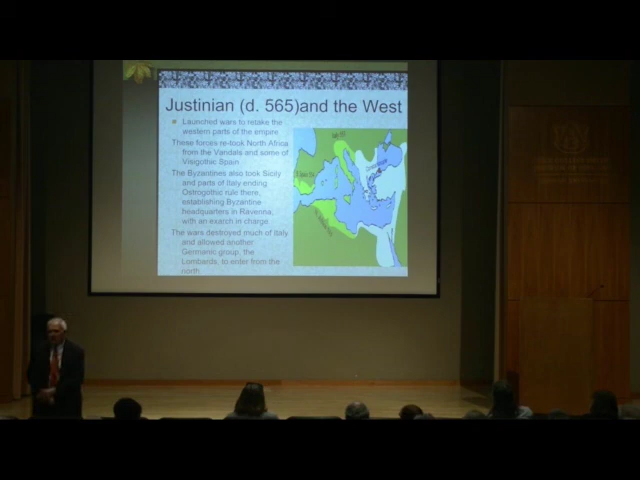 Justinian (d. 565)and the West
Launched wars to retake the
western parts of the empire
These forces re-took North Africa
from the Vandals and some of
Visigothic Spain.
The Byzantines also took Sicily
and parts of Italy ending
Ostrogothic rule there,
establishing Byzantine
headquarters in Ravenna,
with an exarch in charge
The wars destroyed much of Italy
and allowed another
Germanic group, the
Lombards, to enter from the
north